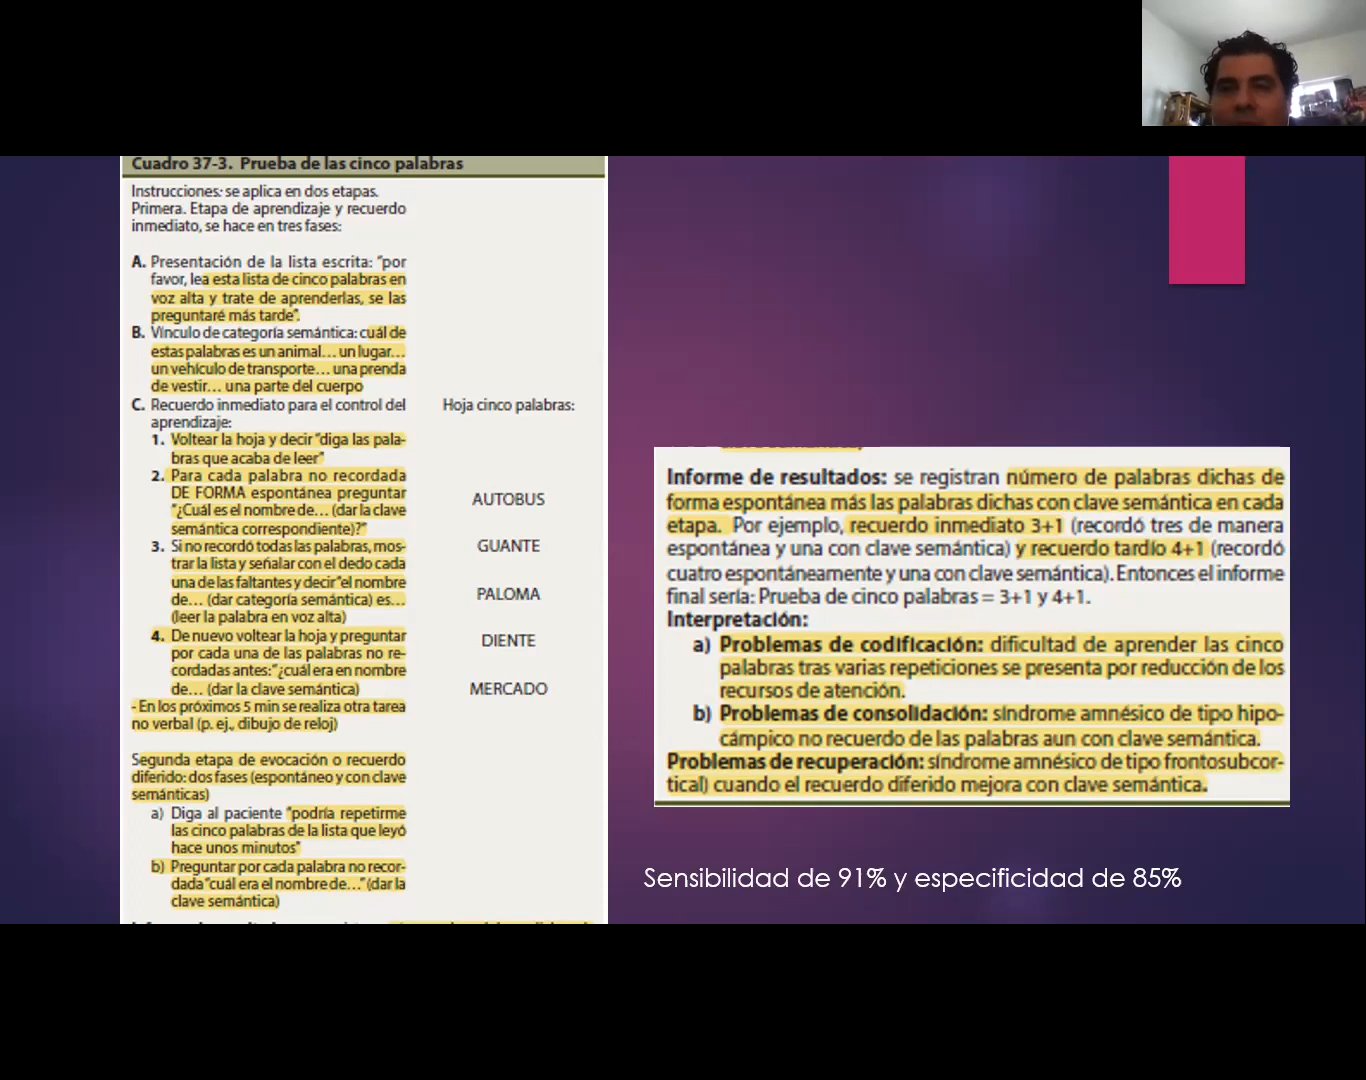 Cuadro 37-3. Prueba de las cinco palabras
Instrucciones: se aplica en dos etapas.
Primera. Etapa de aprendizaje y recuerdo
inmediato, se hace en tres fases:
A. Presentación de la lista escrita: "por
favor, lea esta lista de cinco palabras en
voz alta y trate de aprenderlas, se las
preguntaré más tarde".
B. Vínculo de categoría semántica: cuál de
estas palabras es un animal… un lugar…
un vehículo de transporte… una prenda
de vestir… una parte del cuerpo
C. Recuerdo inmediato para el control del
aprendizaje:
1. Voltear la hoja y decir "diga las pala-
bras que acaba de leer"
2. Para cada palabra no recordada
DE FORMA espontánea preguntar
"¿Cuál es el nombre de… (dar la clave
semántica correspondiente)?"
3. Si no recordó todas las palabras, mos-
trar la lista y señalar con el dedo cada
una de las faltantes y decir "el nombre
de… (dar categoría semántica) es…
(leer la palabra en voz alta)
4. De nuevo voltear la hoja y preguntar
por cada una de las palabras no re-
cordadas antes: "¿cuál era en nombre
de… (dar la clave semántica)
- En los próximos 5 min se realiza otra tarea
no verbal (p. ej., dibujo de reloj)
Segunda etapa de evocación o recuerdo
diferido: dos fases (espontáneo y con clave
semánticas)
a) Diga al paciente "podría repetirme
las cinco palabras de la lista que leyó
hace unos minutos"
b) Preguntar por cada palabra no recor-
dada "cuál era el nombre de…" (dar la
clave semántica)
Hoja cinco palabras:
AUTOBUS
GUANTE
PALOMA
DIENTE
MERCADO
Informe de resultados: se registran número de palabras dichas de
forma espontánea más las palabras dichas con clave semántica en cada
etapa. Por ejemplo, recuerdo inmediato 3+1 (recordó tres de manera
espontánea y una con clave semántica) y recuerdo tardío 4+1 (recordó
cuatro espontáneamente y una con clave semántica). Entonces el informe
final sería: Prueba de cinco palabras = 3+1 y 4+1.
Interpretación:
a) Problemas de codificación: dificultad de aprender las cinco
palabras tras varias repeticiones se presenta por reducción de los
recursos de atención.
b) Problemas de consolidación: síndrome amnésico de tipo hipo-
cámpico no recuerdo de las palabras aun con clave semántica.
Problemas de recuperación: síndrome amnésico de tipo frontosubcor-
tical) cuando el recuerdo diferido mejora con clave semántica.
Sensibilidad de 91% y especificidad de 85%